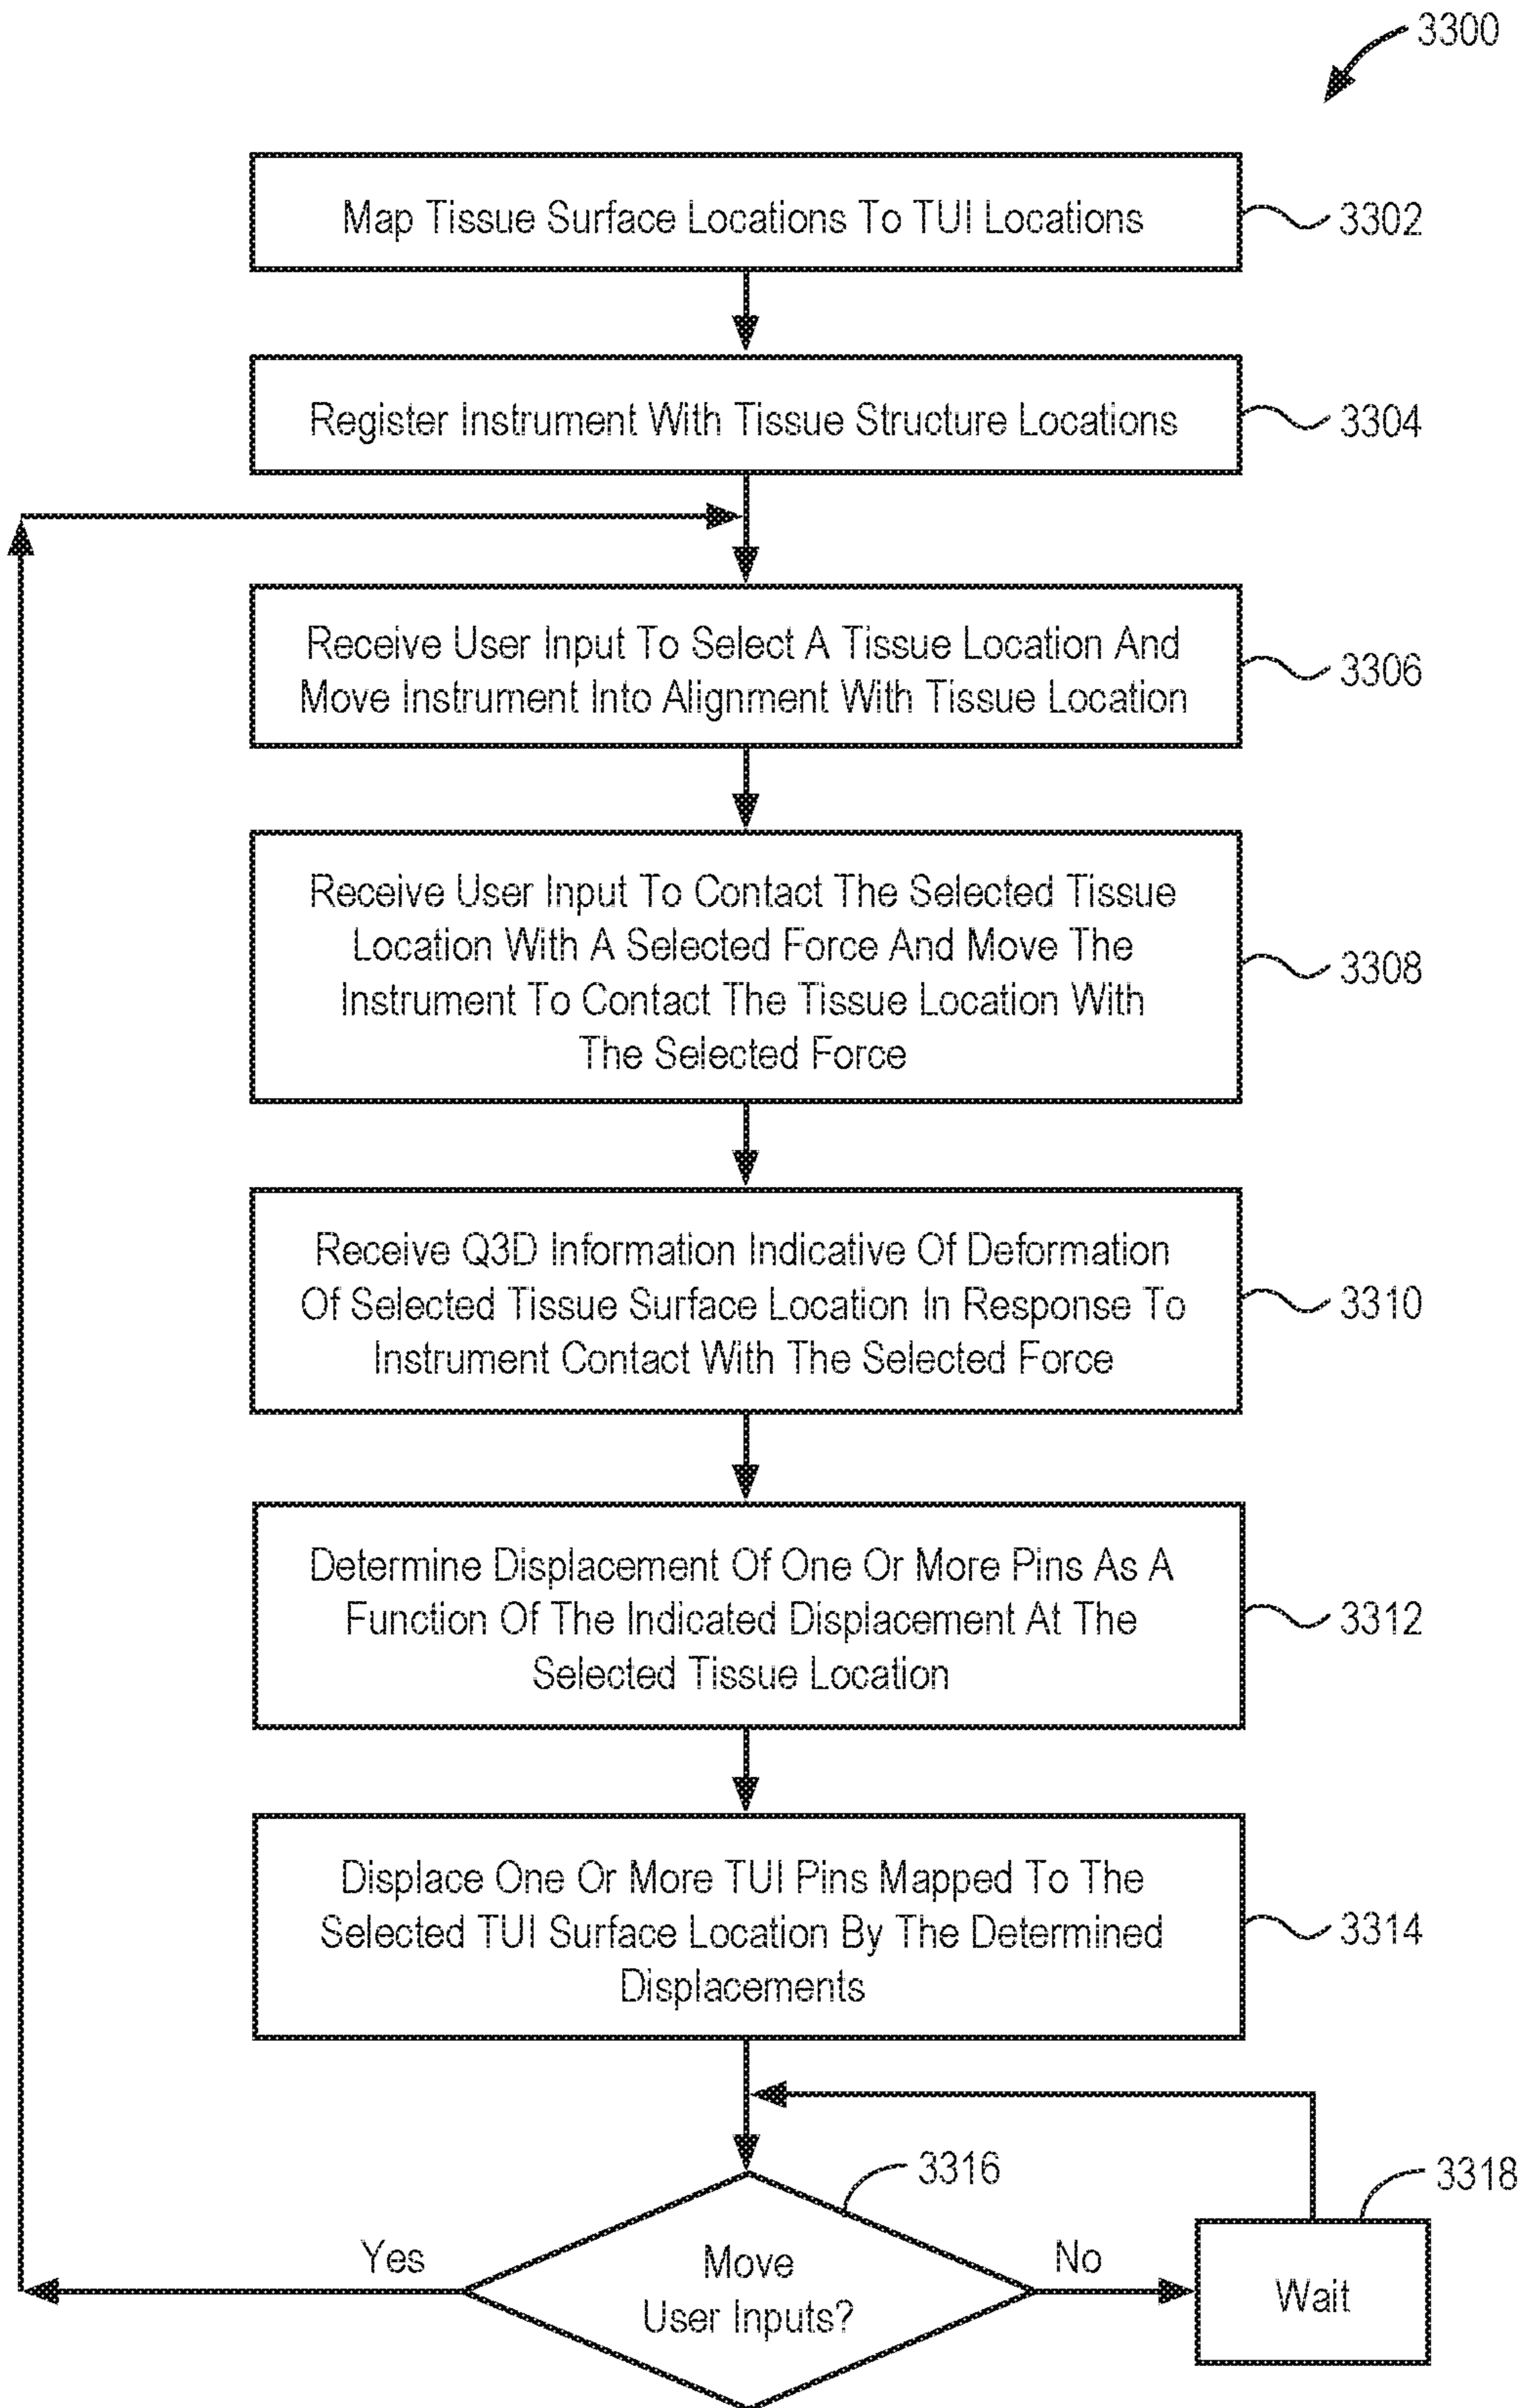 3300
Map Tissue Surface Locations To TUI Locations
3302
Register Instrument With Tissue Structure Locations
3304
Receive User Input To Select A Tissue Location And
Move Instrument Into Alignment With Tissue Location
3306
Receive User Input To Contact The Selected Tissue
Location With A Selected Force And Move The
Instrument To Contact The Tissue Location With
The Selected Force
3308
Receive Q3D Information Indicative Of Deformation
Of Selected Tissue Surface Location In Response To
Instrument Contact With The Selected Force
3310
Determine Displacement Of One Or More Pins As A
Function Of The Indicated Displacement At The
Selected Tissue Location
3312
Displace One Or More TUI Pins Mapped To The
Selected TUI Surface Location By The Determined
Displacements
3314
3316
3318
Yes
Move
User Inputs?
No
Wait